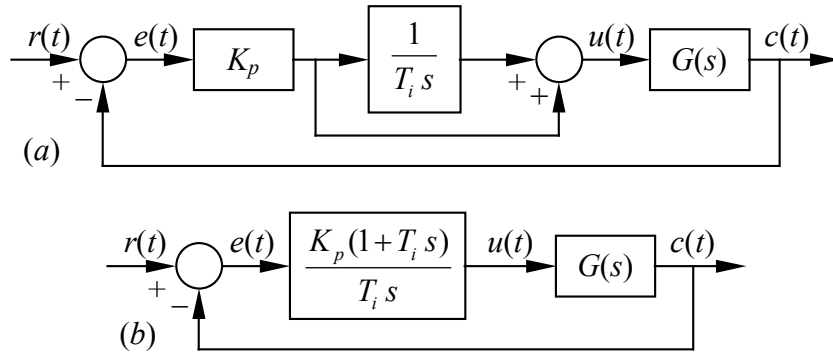 r(t) e(t) u(t) c(t)
K_p
1
T_i s
G(s)
+ − + +
(a)
r(t) e(t) u(t) c(t)
K_p (1+T_i s)
T_i s
G(s)
+ −
(b)